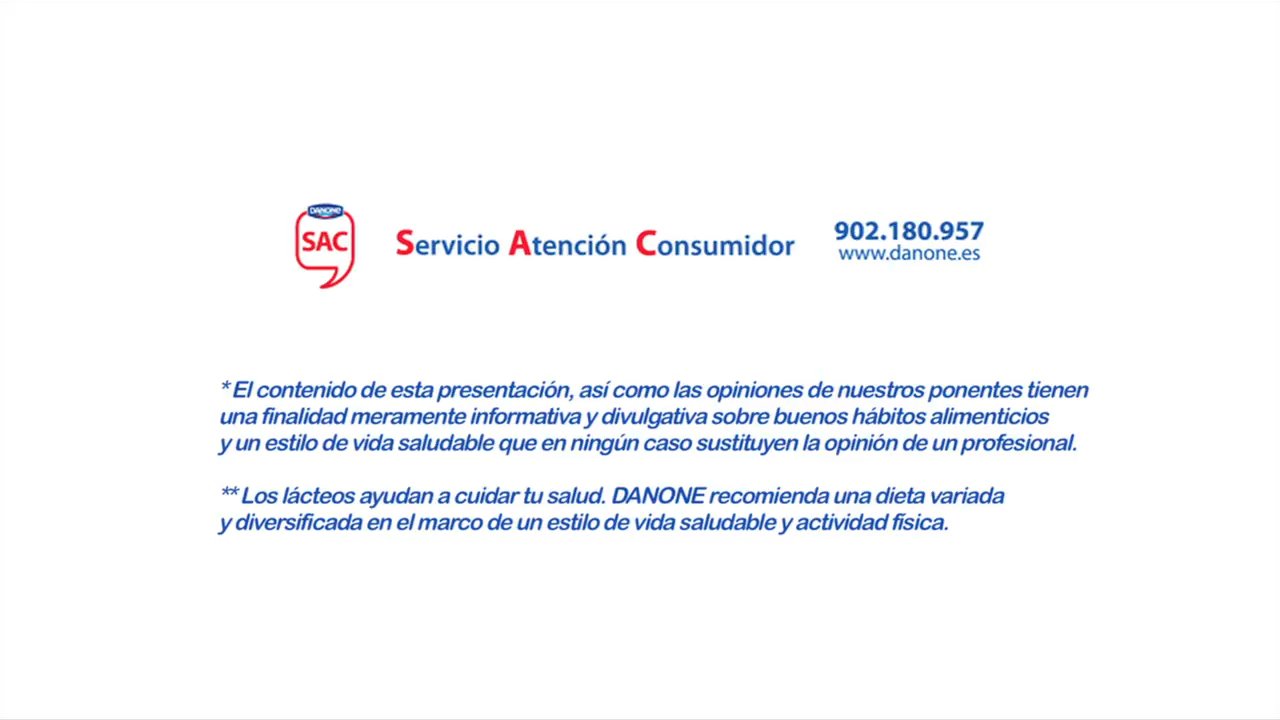 DANONE
SAC
Servicio Atención Consumidor
902.180.957
www.danone.es
* El contenido de esta presentación, así como las opiniones de nuestros ponentes tienen
una finalidad meramente informativa y divulgativa sobre buenos hábitos alimenticios
y un estilo de vida saludable que en ningún caso sustituyen la opinión de un profesional.
** Los lácteos ayudan a cuidar tu salud. DANONE recomienda una dieta variada
y diversificada en el marco de un estilo de vida saludable y actividad física.